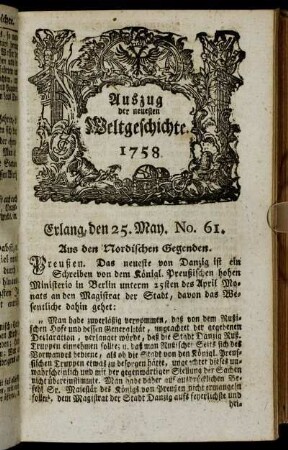 Auszug
der neuesten
Weltgeschichte.
1758
Erlang, den 25. May. No. 61.
Aus den Nordischen Gegenden.
Preußen. Das neueste von Danzig ist ein
Schreiben von dem Königl. Preußischen hohen
Ministerio in Berlin unterm 25sten des April Mo-
nats an den Magistrat der Stadt, davon das We-
sentliche dahin gehet:
„ Man habe zuverläßig vernommen, daß von dem Rußi-
schen Hofe und dessen Generalität, ungeachtet der gegebenen
Declaration, verlanget würde, daß die Stadt Danzig Ruß.
Truppen einnehmen sollte; u. daß man Rußischer Seits sich des
Vorwandes bediene, als ob die Stadt von den Königl. Preuß-
sischen Truppen etwas zu besorgen hätte,
wahrscheinlich und mit der gegenwärtigen Stellung der Sachen
nicht übereinstimmte. Man habe daher auf ausdrücklichen Be-
fehl Sr. Majestät des Königs von Preußen nicht ermangeln
sollen, dem Magistrat der Stadt Danzig aufs feyerlichste und